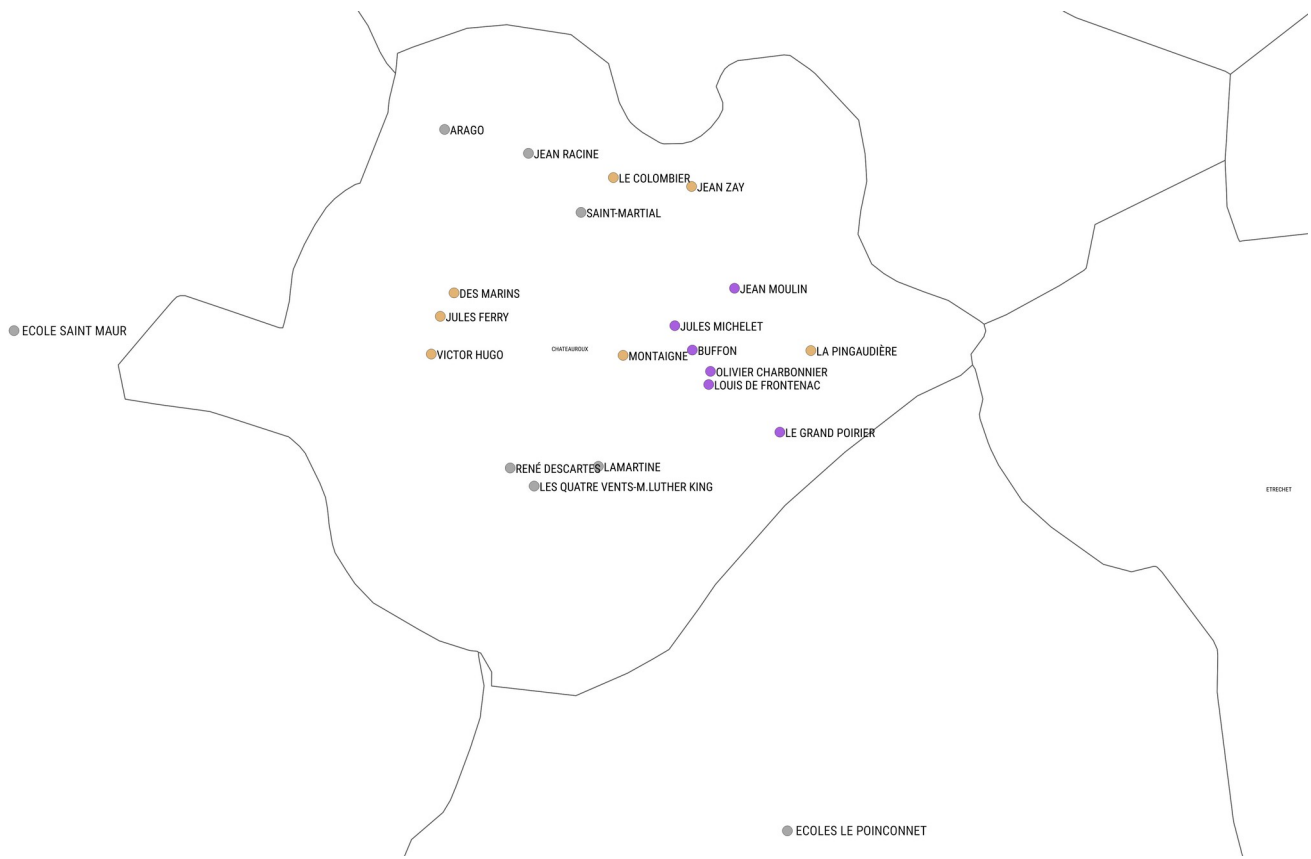 ARAGO
JEAN RACINE
LE COLOMBIER
JEAN ZAY
SAINT-MARTIAL
JEAN MOULIN
DES MARINS
JULES FERRY
JULES MICHELET
ECOLE SAINT MAUR
VICTOR HUGO
CHATEAUROUX
MONTAIGNE
BUFFON
LA PINGAUDIÈRE
OLIVIER CHARBONNIER
LOUIS DE FRONTENAC
LE GRAND POIRIER
RENÉ DESCARTES
LAMARTINE
LES QUATRE VENTS-M.LUTHER KING
ETRECHET
ECOLES LE POINCONNET